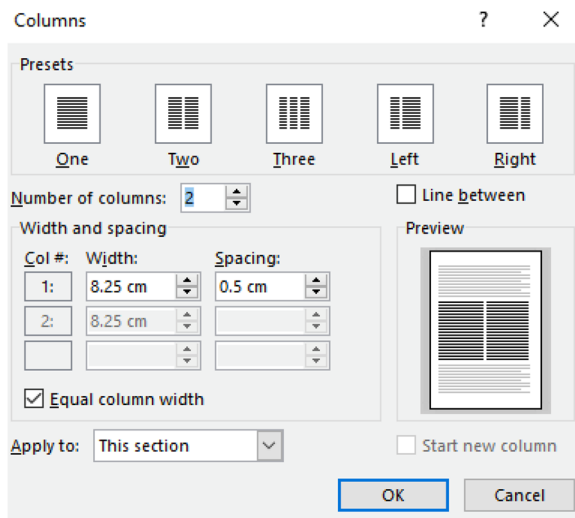 Columns ?
Presets
One Two Three Left Right
Number of columns: 2 Line between
Width and spacing Preview
Col #: Width: Spacing:
1: 8.25 cm 0.5 cm
2: 8.25 cm
Equal column width
Apply to: This section Start new column
OK Cancel